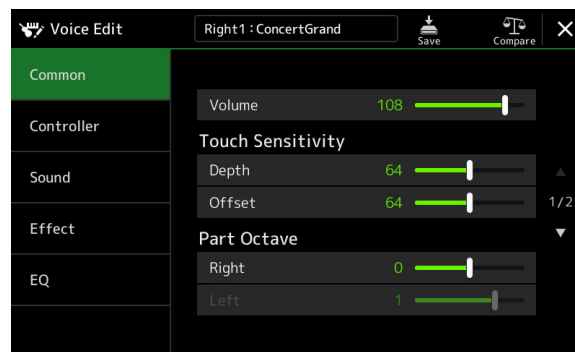 Voice Edit
Right1 : ConcertGrand
Save
Compare
Common
Controller
Sound
Effect
EQ
Volume 108
Touch Sensitivity
Depth 64
Offset 64
Part Octave
Right 0
Left 1
1/2